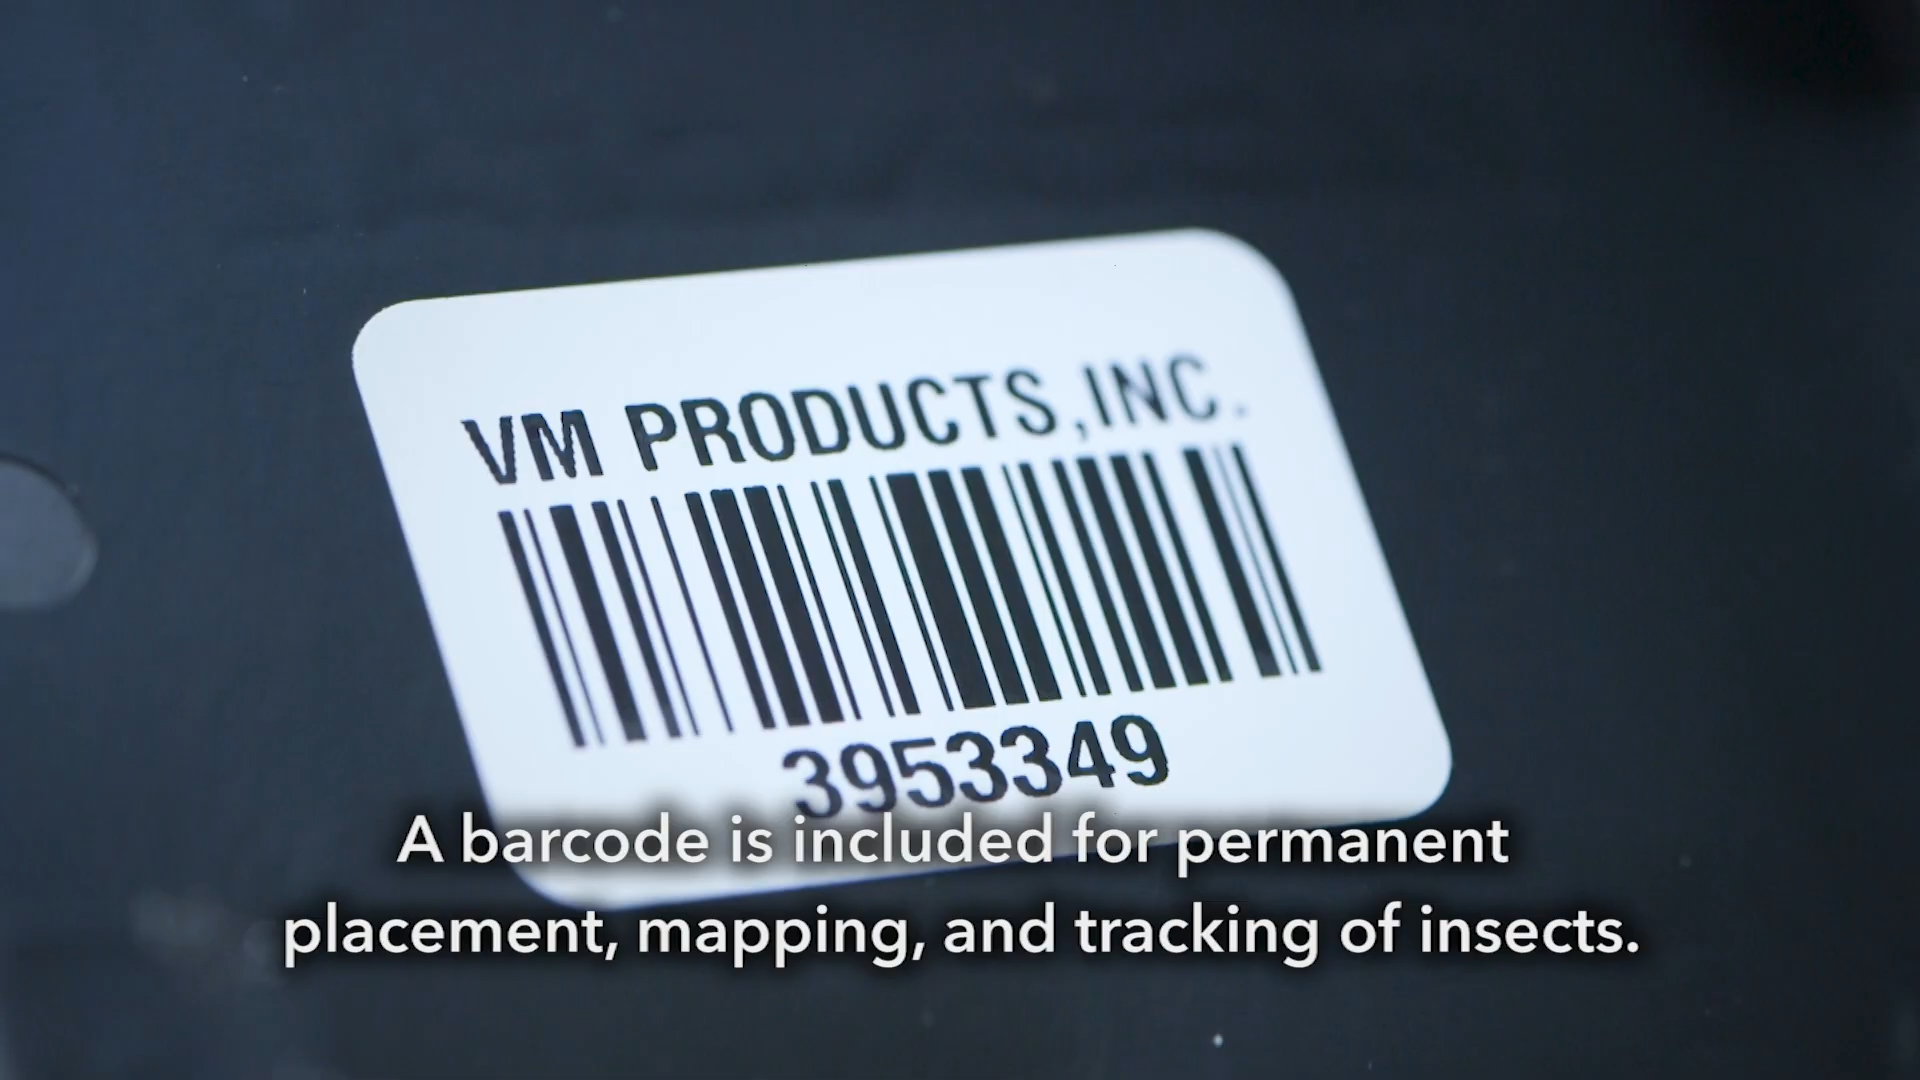 VM PRODUCTS,INC.
3953349
A barcode is included for permanent
placement, mapping, and tracking of insects.